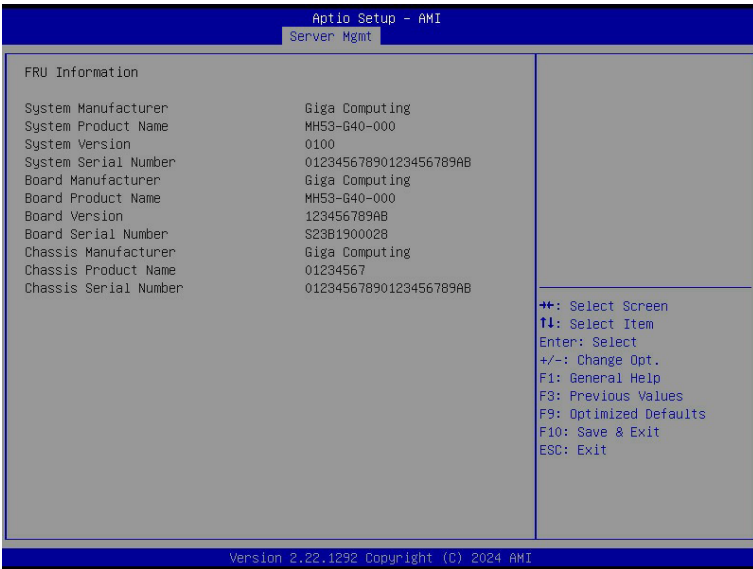 Aptio Setup - AMI
Server Mgmt
FRU Information
System Manufacturer Giga Computing
System Product Name MH53-G40-000
System Version 0100
System Serial Number 01234567890123456789AB
Board Manufacturer Giga Computing
Board Product Name MH53-G40-000
Board Version 123456789AB
Board Serial Number S23B1900028
Chassis Manufacturer Giga Computing
Chassis Product Name 01234567
Chassis Serial Number 01234567890123456789AB
→←: Select Screen
↑↓: Select Item
Enter: Select
+/-: Change Opt.
F1: General Help
F3: Previous Values
F9: Optimized Defaults
F10: Save & Exit
ESC: Exit
Version 2.22.1292 Copyright (C) 2024 AMI